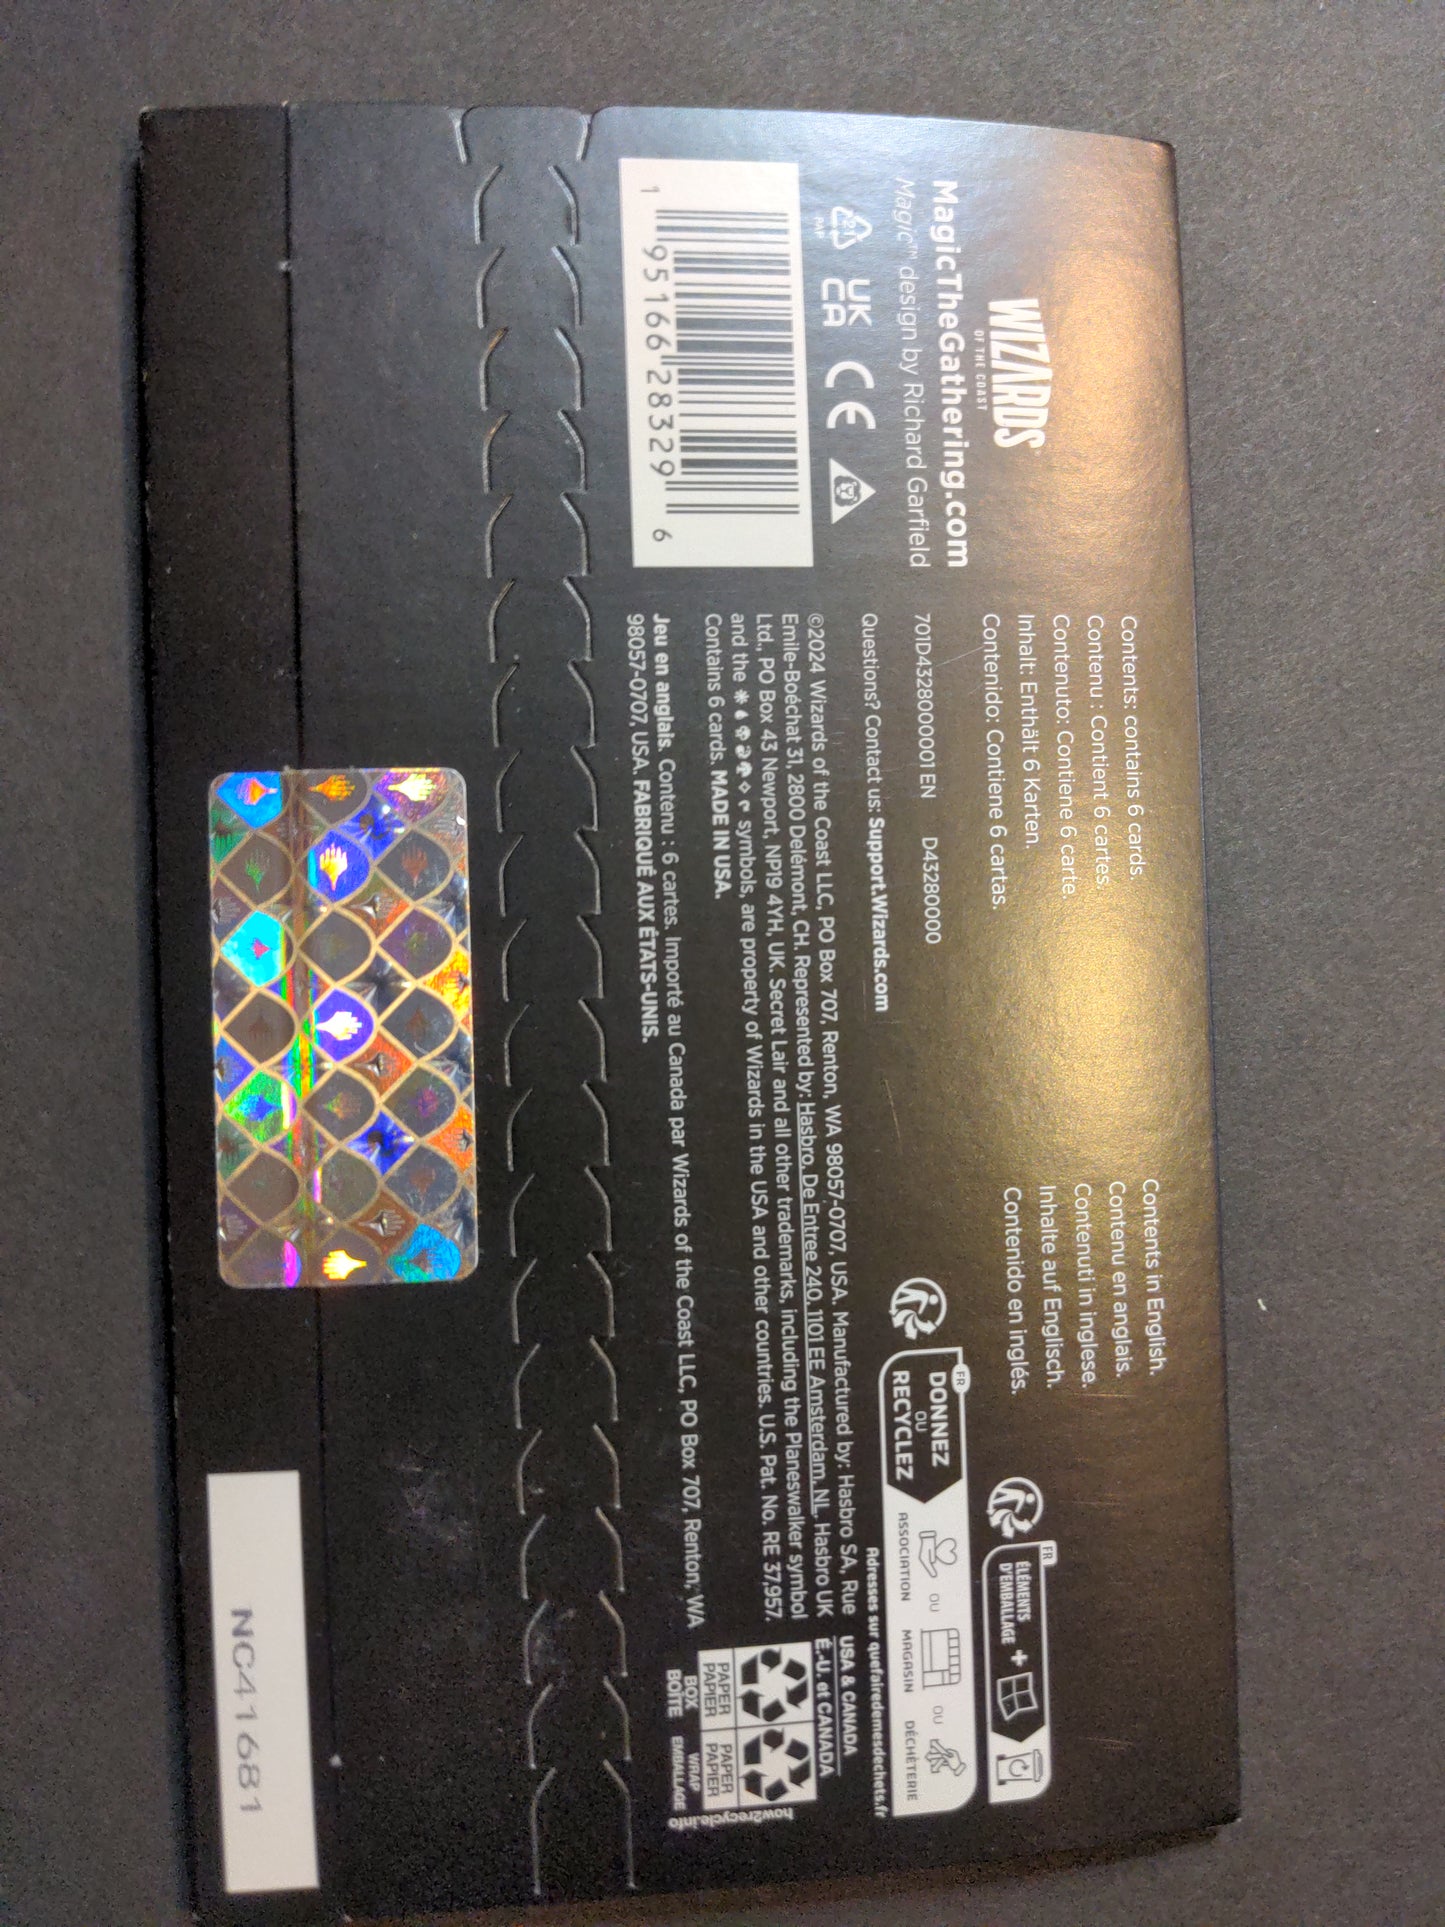 WIZARDS
OF THE COAST
MagicTheGathering.com
Magic™ design by Richard Garfield
21
PAP
UK
CA
CE
1 95166 28329 6
Contents: contains 6 cards.
Contenu : Contient 6 cartes.
Contenuto: Contiene 6 carte.
Inhalt: Enthält 6 Karten.
Contenido: Contiene 6 cartas.
Contents in English.
Contenu en anglais.
Contenuti in inglese.
Inhalte auf Englisch.
Contenido en inglés.
701D43280000001 EN D43280000
Questions? Contact us: Support.Wizards.com
FR
ÉLÉMENTS
D'EMBALLAGE
+
FR
DONNEZ
OU
RECYCLEZ
ASSOCIATION
OU
MAGASIN
OU
DÉCHÈTERIE
Adresses sur quefairedemesdechets.fr
©2024 Wizards of the Coast LLC, PO Box 707, Renton, WA 98057-0707, USA. Manufactured by: Hasbro SA, Rue
Emile-Boéchat 31, 2800 Delémont, CH. Represented by: Hasbro, De Entree 240, 1101 EE Amsterdam, NL. Hasbro UK
Ltd., PO Box 43 Newport, NP19 4YH, UK. Secret Lair and all other trademarks, including the Planeswalker symbol
and the symbols, are property of Wizards in the USA and other countries. U.S. Pat. No. RE 37,957.
Contains 6 cards. MADE IN USA.
Jeu en anglais. Contenu : 6 cartes. Importé au Canada par Wizards of the Coast LLC, PO Box 707, Renton, WA
98057-0707, USA. FABRIQUÉ AUX ÉTATS-UNIS.
USA & CANADA
É.-U. et CANADA
PAPER
PAPIER
BOX
BOÎTE
PAPER
PAPIER
WRAP
EMBALLAGE
how2recycle.info
NC41681